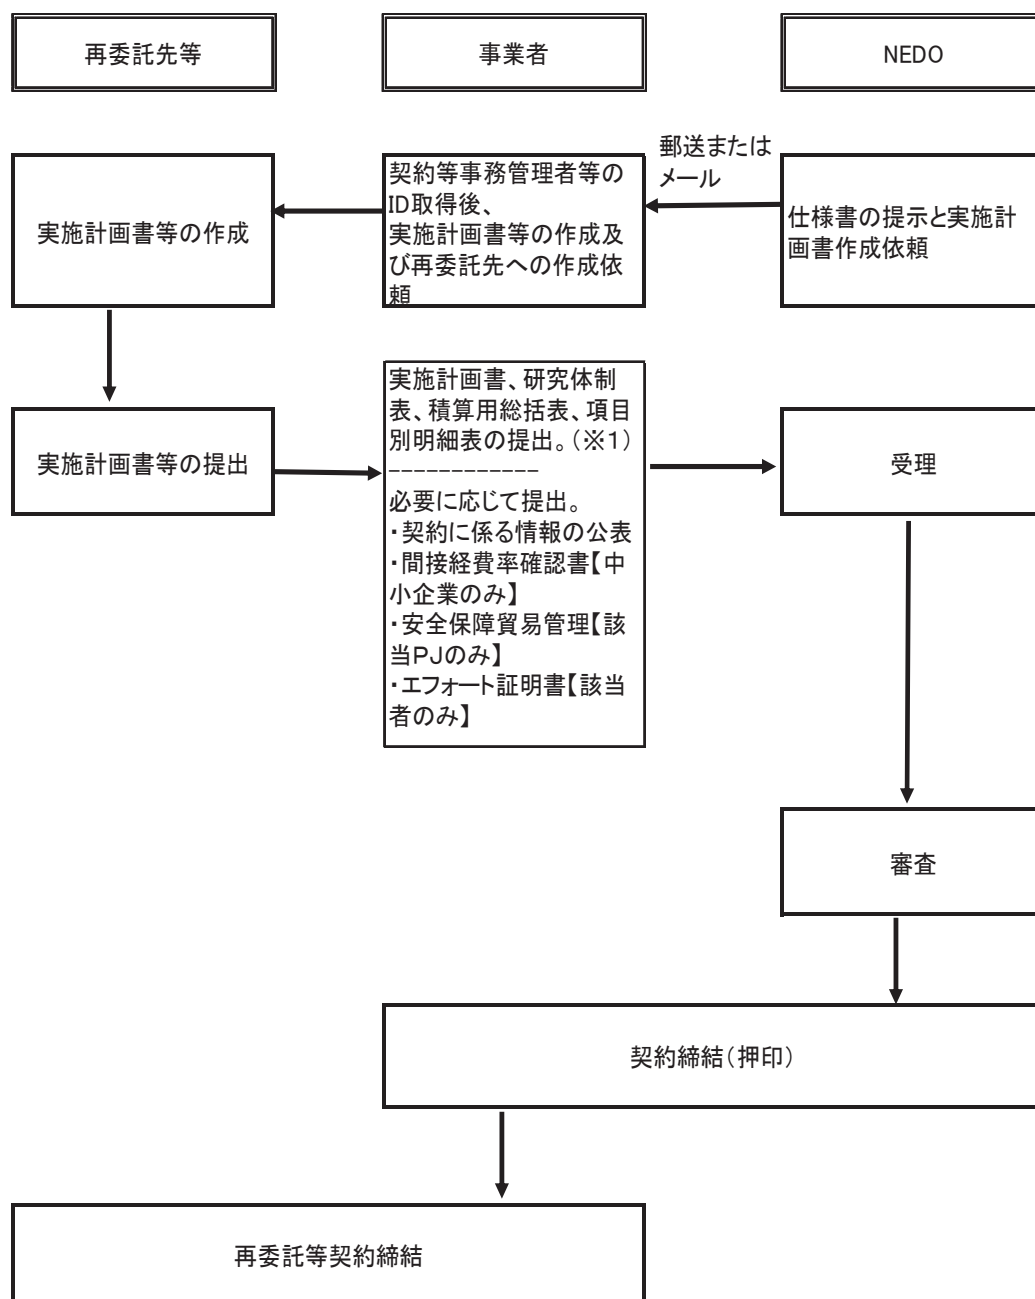 再委託先等
事業者
NEDO
郵送または
メール
実施計画書等の作成
契約等事務管理者等の
ID取得後、
実施計画書等の作成及
び再委託先への作成依
頼
仕様書の提示と実施計
画書作成依頼
実施計画書等の提出
実施計画書、研究体制
表、積算用総括表、項目
別明細表の提出。（※１）
------------
必要に応じて提出。
・契約に係る情報の公表
・間接経費率確認書【中
小企業のみ】
・安全保障貿易管理【該
当PJのみ】
・エフォート証明書【該当
者のみ】
受理
審査
契約締結（押印）
再委託等契約締結